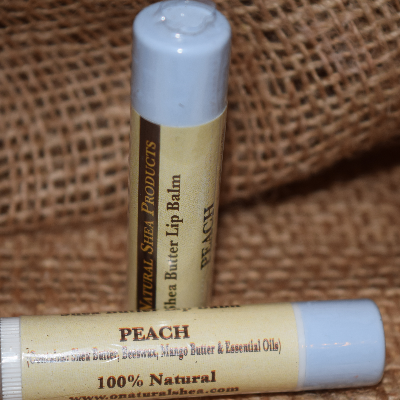 NATURAL SHEA PRODUCTS
Shea Butter Lip Balm
PEACH
PEACH
Shea Butter, Beeswax, Mango Butter & Essential Oils)
100% Natural
www.onaturalshea.com